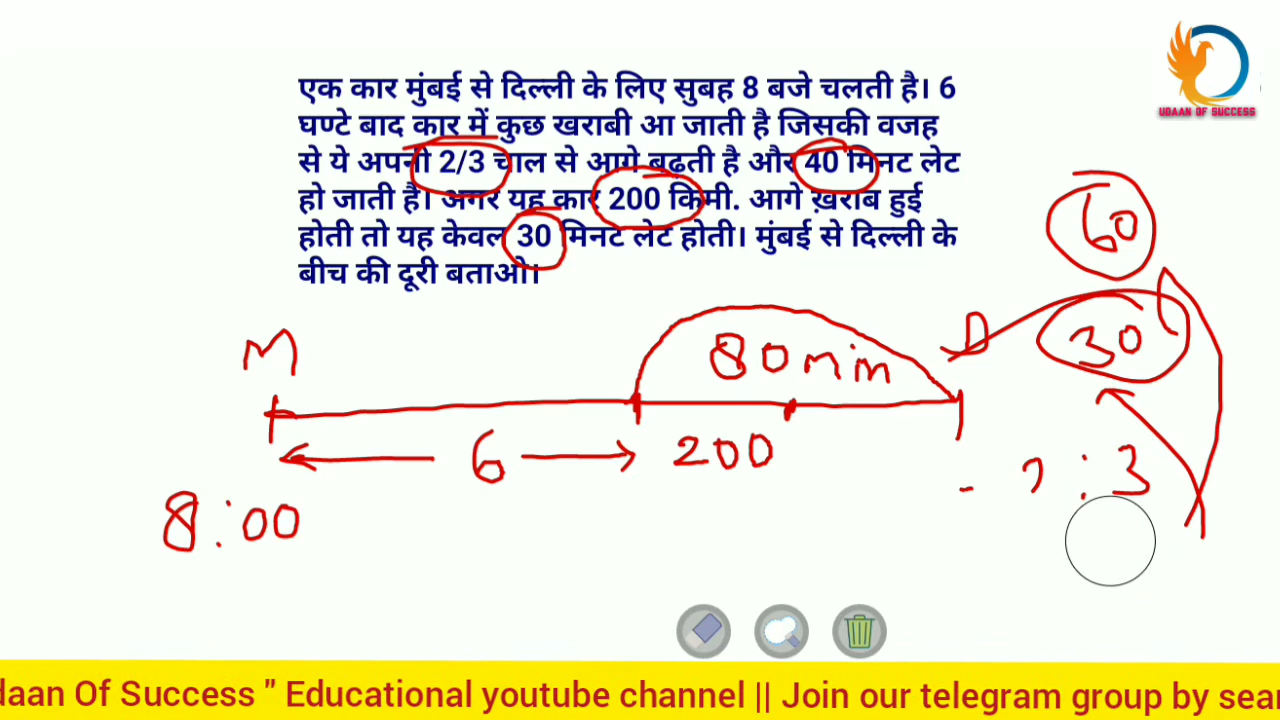 UDAAN OF SUCCESS
एक कार मुंबई से दिल्ली के लिए सुबह 8 बजे चलती है। 6
घण्टे बाद कार में कुछ खराबी आ जाती है जिसकी वजह
से ये अपनी 2/3 चाल से आगे बढ़ती है और 40 मिनट लेट
हो जाती है। अगर यह कार 200 किमी. आगे ख़राब हुई
होती तो यह केवल 30 मिनट लेट होती। मुंबई से दिल्ली के
बीच की दूरी बताओ।
60
M 80 min D 30
6 200 : 3
8:00
daan Of Success " Educational youtube channel || Join our telegram group by sear